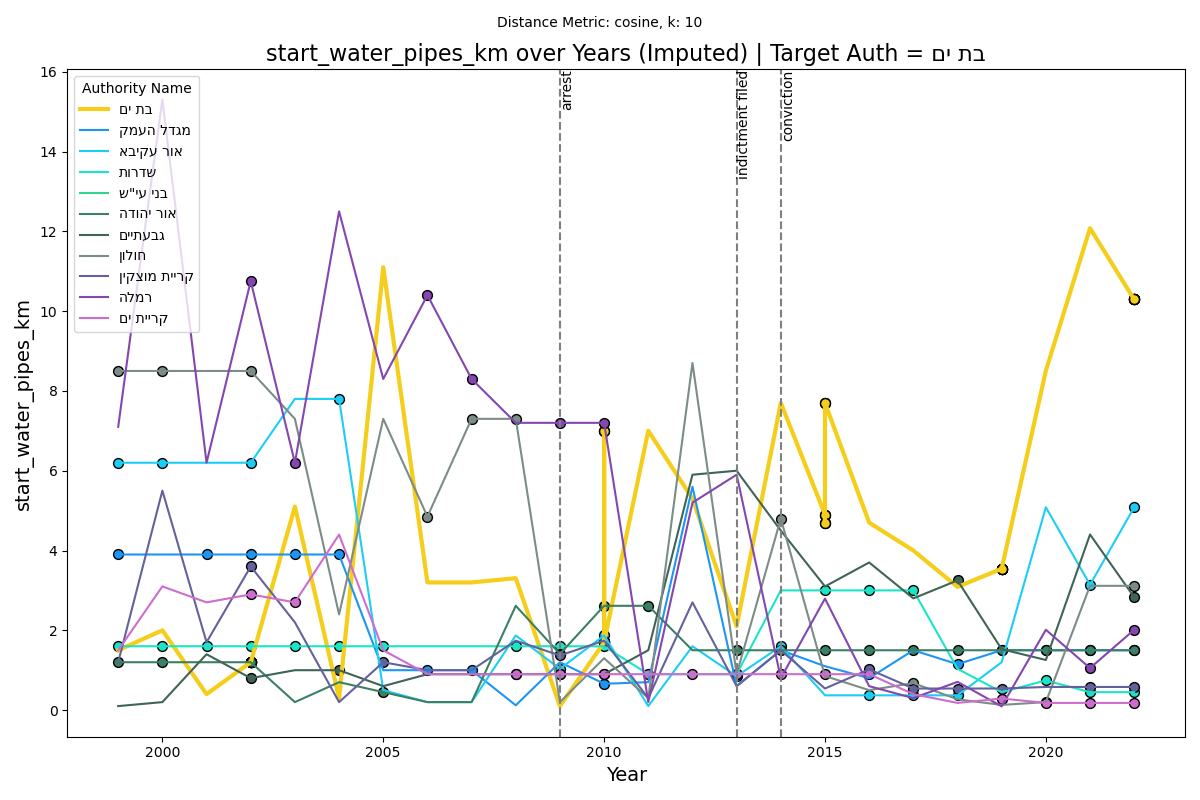 Distance Metric: cosine, k: 10
start_water_pipes_km over Years (Imputed) | Target Auth = בת ים
start_water_pipes_km
16
14
12
10
8
6
4
2
0
Authority Name
בת ים
מגדל העמק
אור עקיבא
שדרות
בני עי"ש
אור יהודה
גבעתיים
חולון
קריית מוצקין
רמלה
קריית ים
arrest
indictment filed
conviction
2000
2005
2010
2015
2020
Year